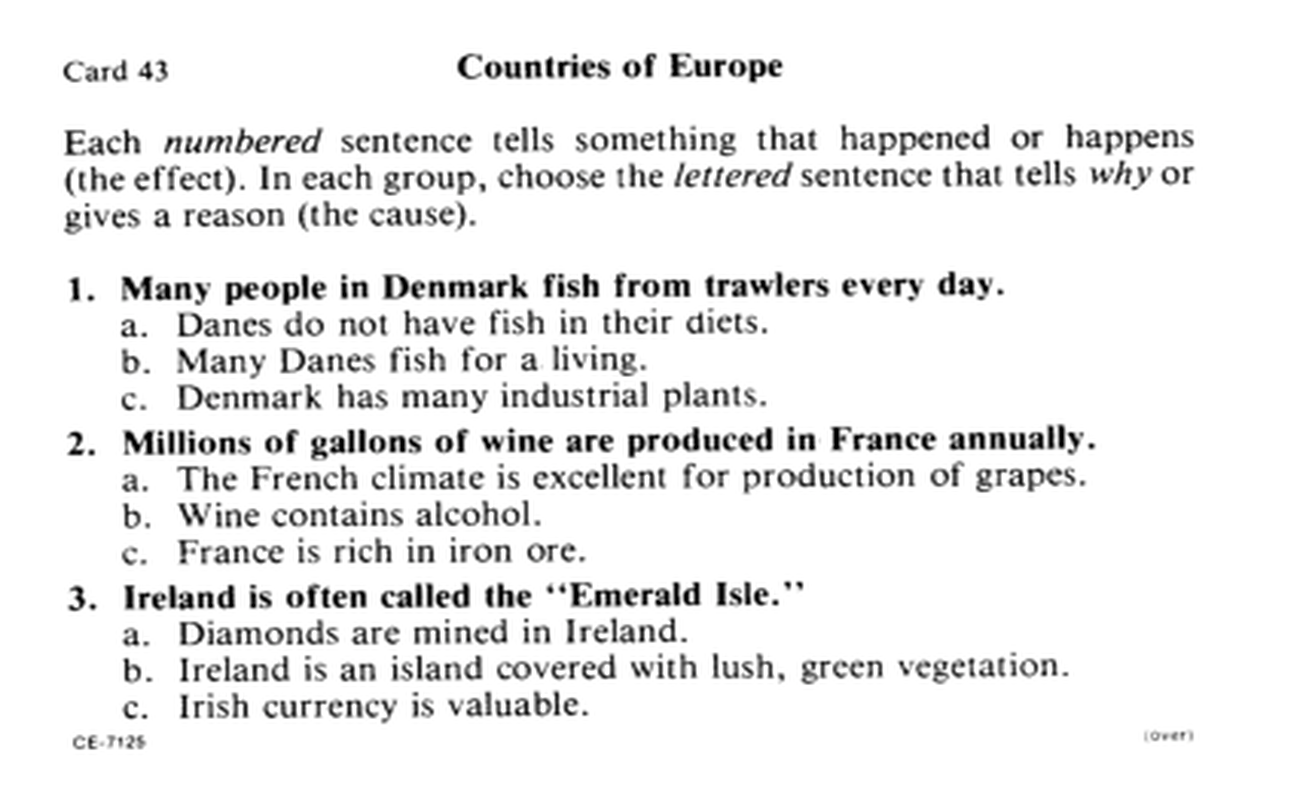 Card 43
Countries of Europe
Each numbered sentence tells something that happened or happens
(the effect). In each group, choose the lettered sentence that tells why or
gives a reason (the cause).
1. Many people in Denmark fish from trawlers every day.
a. Danes do not have fish in their diets.
b. Many Danes fish for a living.
c. Denmark has many industrial plants.
2. Millions of gallons of wine are produced in France annually.
a. The French climate is excellent for production of grapes.
b. Wine contains alcohol.
c. France is rich in iron ore.
3. Ireland is often called the “Emerald Isle.”
a. Diamonds are mined in Ireland.
b. Ireland is an island covered with lush, green vegetation.
c. Irish currency is valuable.
CE-7125
(over)